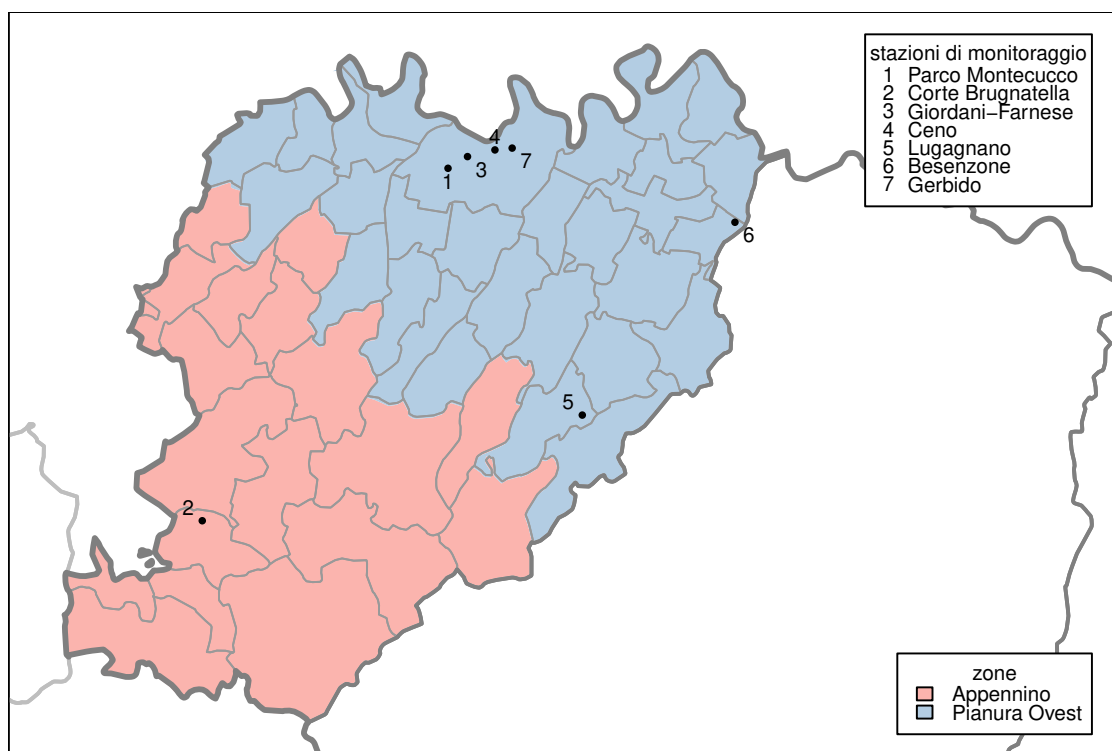 stazioni di monitoraggio
1 Parco Montecucco
2 Corte Brugnatella
3 Giordani−Farnese
4 Ceno
5 Lugagnano
6 Besenzone
7 Gerbido
4
7
3
1
6
5
2
zone
Appennino
Pianura Ovest